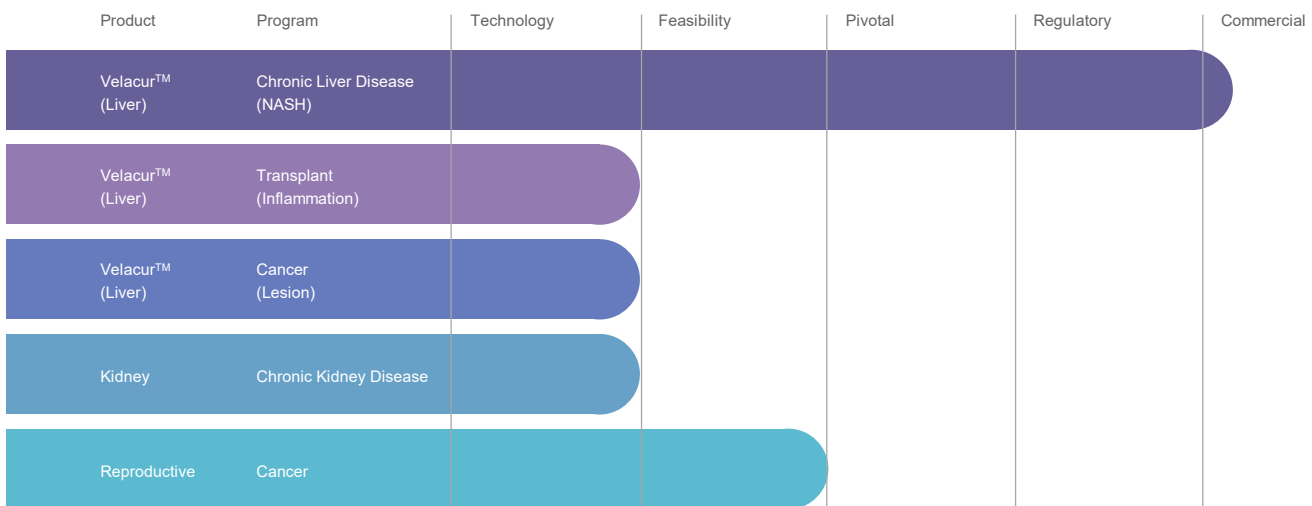 Product Program Technology Feasibility Pivotal Regulatory Commercial
Velacur™ Chronic Liver Disease
(Liver) (NASH)
Velacur™ Transplant
(Liver) (Inflammation)
Velacur™ Cancer
(Liver) (Lesion)
Kidney Chronic Kidney Disease
Reproductive Cancer